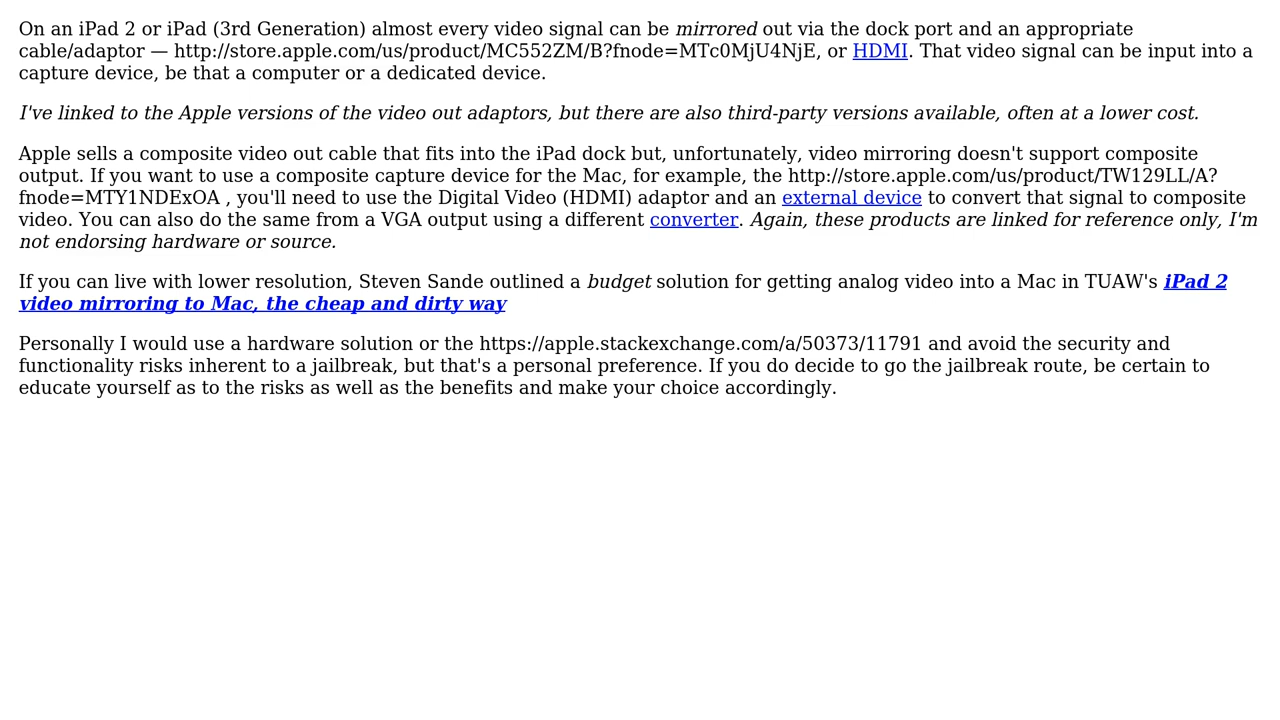 On an iPad 2 or iPad (3rd Generation) almost every video signal can be mirrored out via the dock port and an appropriate
cable/adaptor — http://store.apple.com/us/product/MC552ZM/B?fnode=MTc0MjU4NjE, or HDMI. That video signal can be input into a
capture device, be that a computer or a dedicated device.
I've linked to the Apple versions of the video out adaptors, but there are also third-party versions available, often at a lower cost.
Apple sells a composite video out cable that fits into the iPad dock but, unfortunately, video mirroring doesn't support composite
output. If you want to use a composite capture device for the Mac, for example, the http://store.apple.com/us/product/TW129LL/A?
fnode=MTY1NDExOA , you'll need to use the Digital Video (HDMI) adaptor and an external device to convert that signal to composite
video. You can also do the same from a VGA output using a different converter. Again, these products are linked for reference only, I'm
not endorsing hardware or source.
If you can live with lower resolution, Steven Sande outlined a budget solution for getting analog video into a Mac in TUAW's iPad 2
video mirroring to Mac, the cheap and dirty way
Personally I would use a hardware solution or the https://apple.stackexchange.com/a/50373/11791 and avoid the security and
functionality risks inherent to a jailbreak, but that's a personal preference. If you do decide to go the jailbreak route, be certain to
educate yourself as to the risks as well as the benefits and make your choice accordingly.